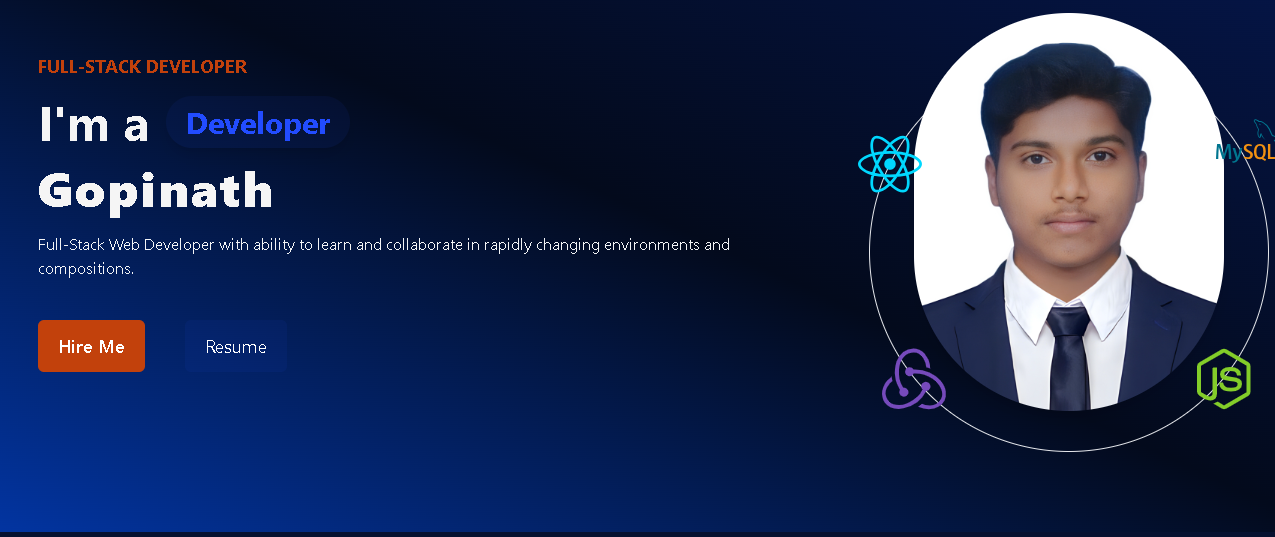 FULL-STACK DEVELOPER
I'm a Developer
Gopinath
Full-Stack Web Developer with ability to learn and collaborate in rapidly changing environments and
compositions.
Hire Me
Resume
MySQL
JS